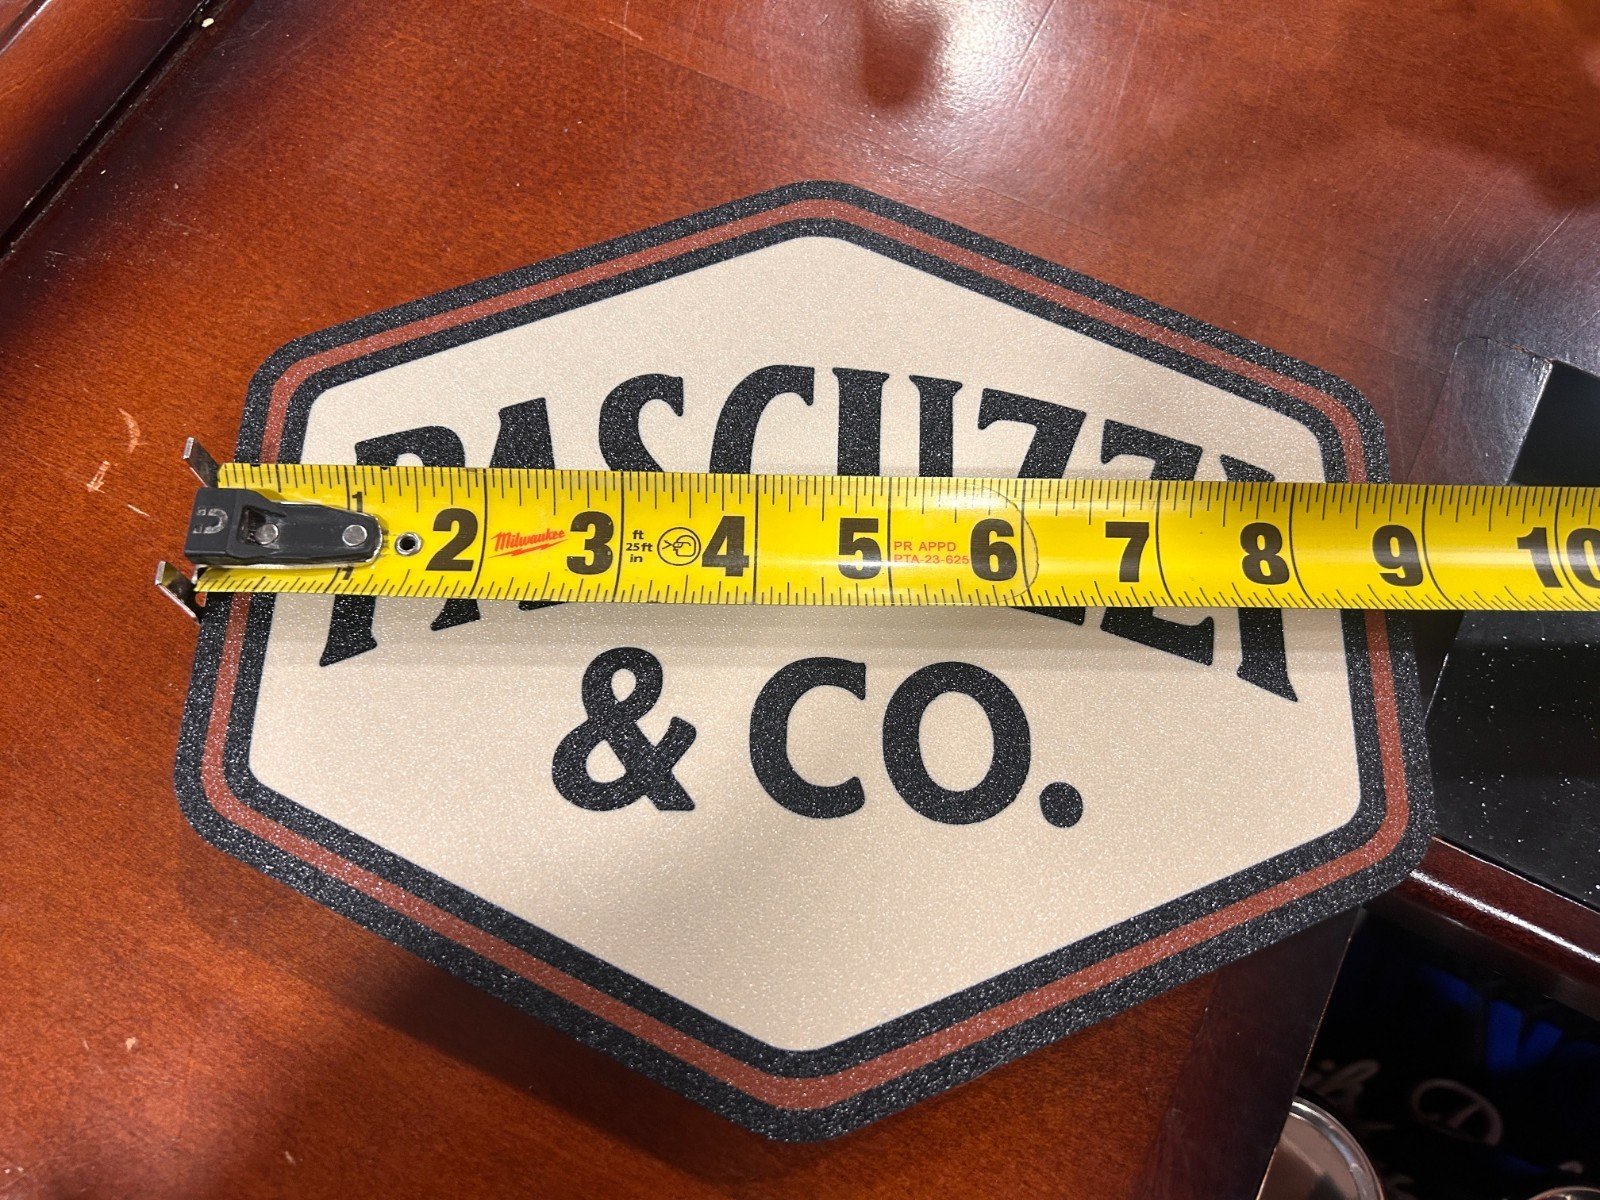 PASCUZZI
1 2 Milwaukee 3 ft 25ft in 4 5 PR APPD PTA-23-625 6 7 8 9 10
& CO.